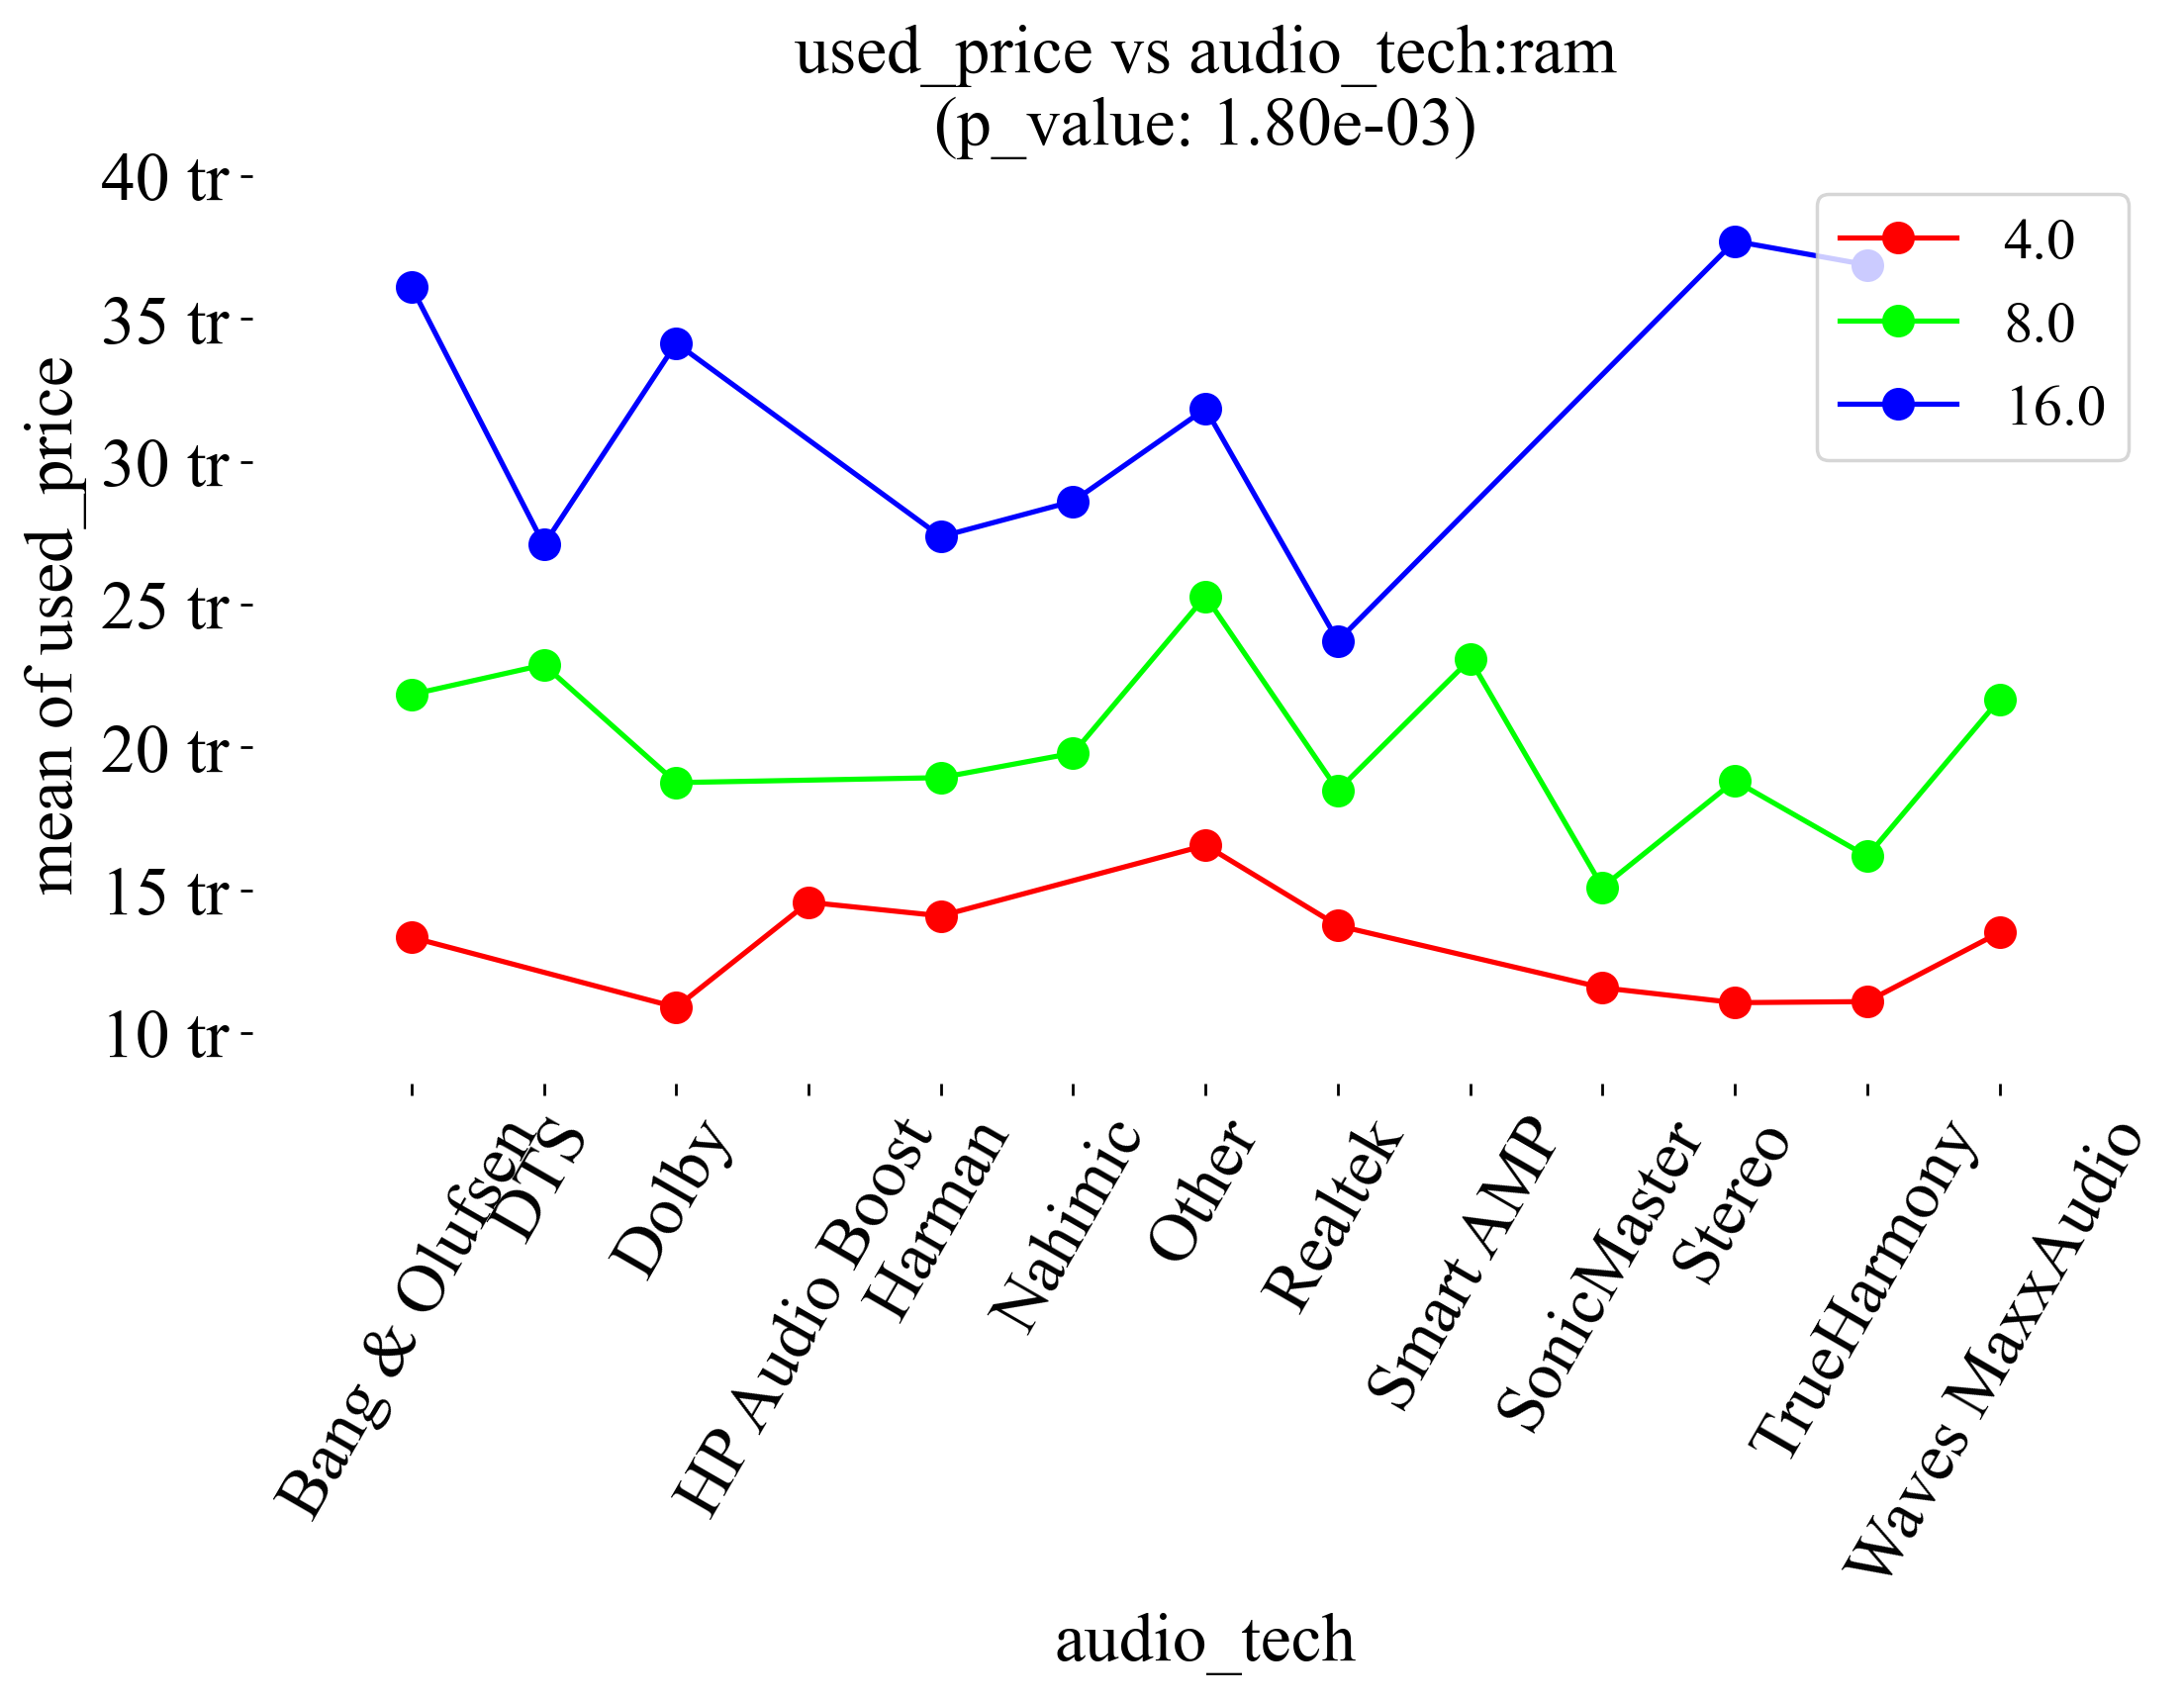 used_price vs audio_tech:ram
(p_value: 1.80e-03)
40 tr
35 tr
30 tr
25 tr
20 tr
15 tr
10 tr
mean of used_price
4.0
8.0
16.0
Bang & Olufsen
DTS
Dolby
HP Audio Boost
Harman
Nahimic
Other
Realtek
Smart AMP
SonicMaster
Stereo
TrueHarmony
Waves MaxxAudio
audio_tech